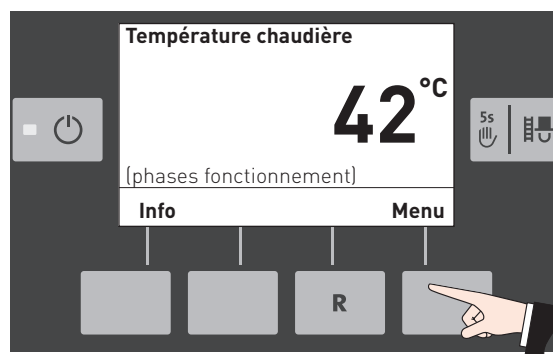 Température chaudière
42°C
5s
(phases fonctionnement)
Info Menu
R